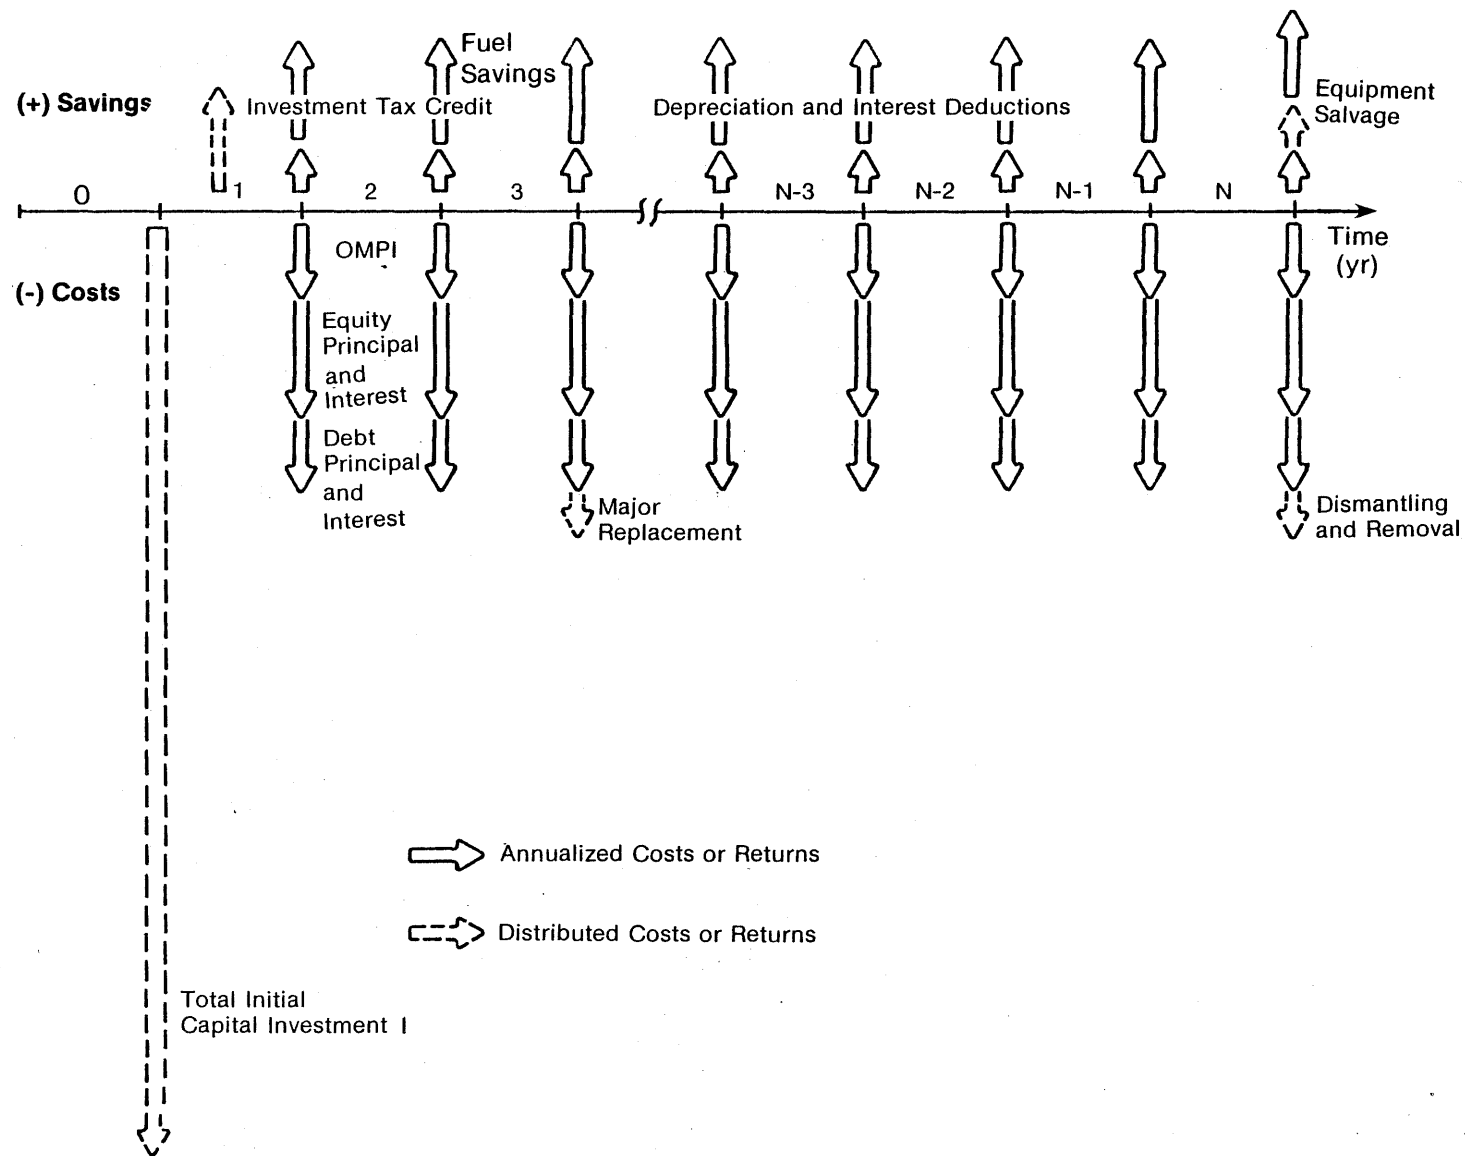 Fuel
Savings
(+) Savings
Investment Tax Credit
Depreciation and Interest Deductions
Equipment
Salvage
0
1
2
3
N-3
N-2
N-1
N
Time
(yr)
OMPI
(-) Costs
Equity
Principal
and
Interest
Debt
Principal
and
Interest
Major
Replacement
Dismantling
and Removal
Annualized Costs or Returns
Distributed Costs or Returns
Total Initial
Capital Investment I